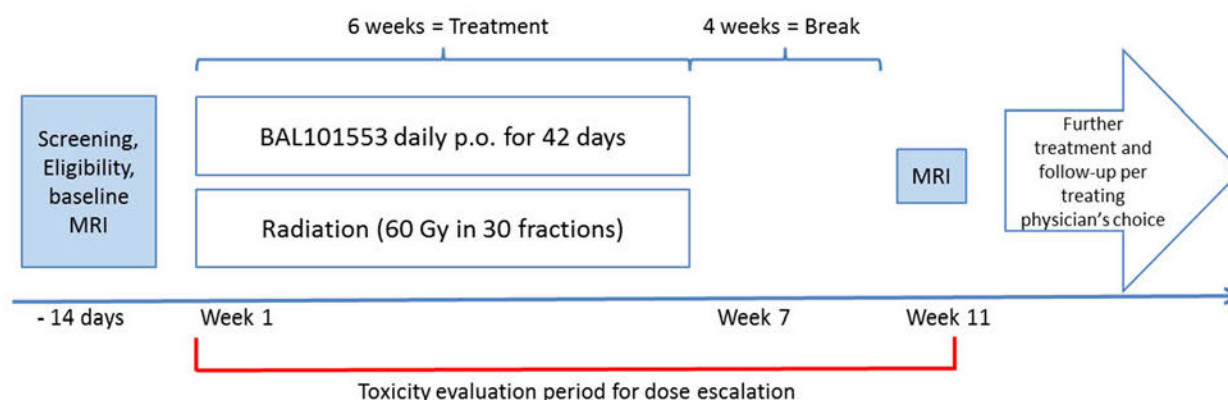 6 weeks = Treatment
4 weeks = Break
Screening,
Eligibility,
baseline
MRI
BAL101553 daily p.o. for 42 days
Radiation (60 Gy in 30 fractions)
MRI
Further
treatment and
follow-up per
treating
physician's choice
- 14 days
Week 1
Week 7
Week 11
Toxicity evaluation period for dose escalation